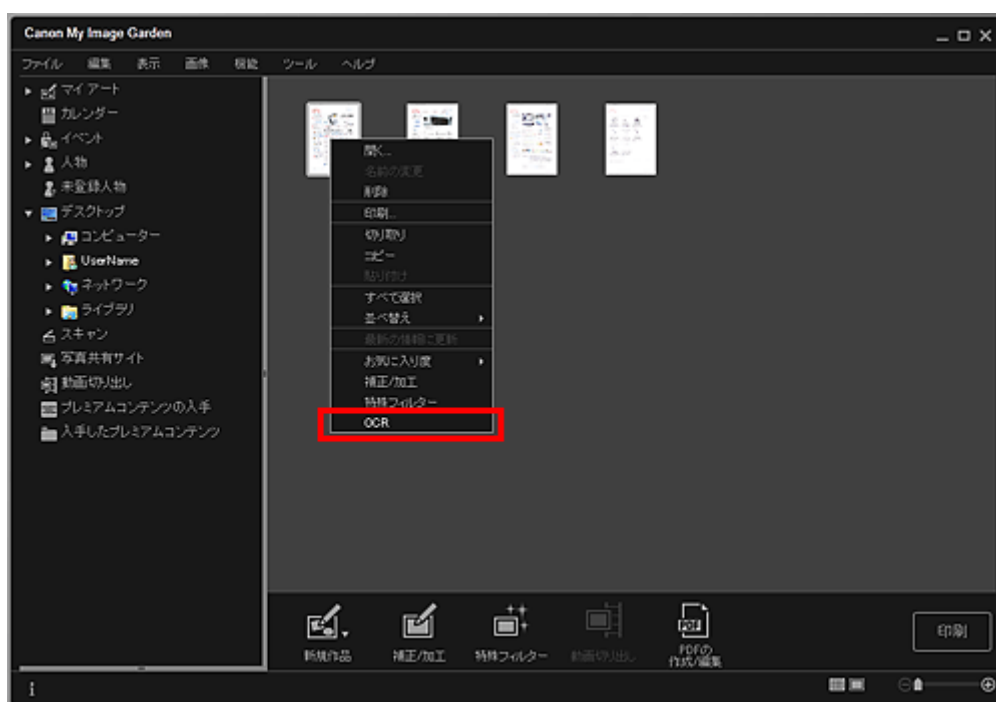 Canon My Image Garden
ファイル 編集 表示 画像 機能 ツール ヘルプ
マイ アート
カレンダー
イベント
人物
未登録人物
デスクトップ
コンピューター
UserName
ネットワーク
ライブラリ
スキャン
写真共有サイト
動画切り出し
プレミアムコンテンツの入手
入手したプレミアムコンテンツ
開く...
名前の変更
削除
印刷...
切り取り
コピー
貼り付け
すべて選択
並べ替え
最新の情報に更新
お気に入り度
補正/加工
特殊フィルター
OCR
新規作品 補正/加工 特殊フィルター 動画切り出し
PDF
PDFの
作成/編集
印刷